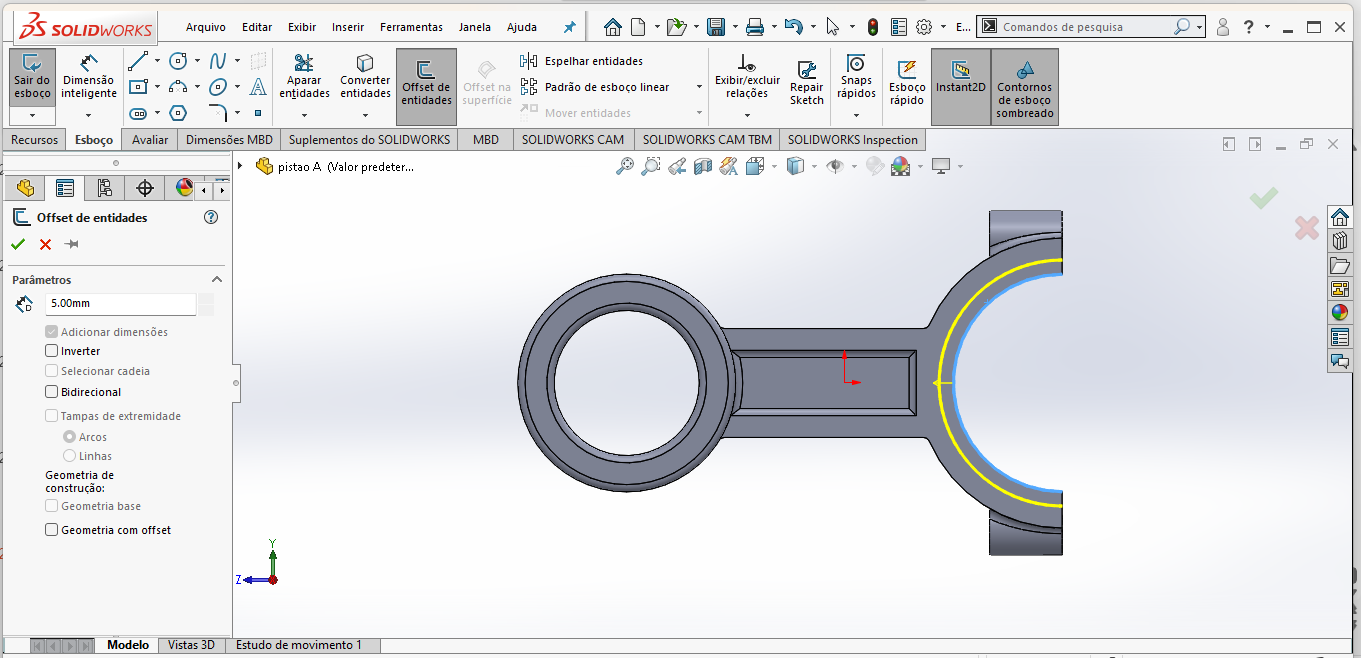 SOLIDWORKS
Arquivo Editar Exibir Inserir Ferramentas Janela Ajuda
E...
Comandos de pesquisa
?
Sair do esboço
Dimensão inteligente
Aparar entidades
Converter entidades
Offset de entidades
Offset na superfície
Espelhar entidades
Padrão de esboço linear
Mover entidades
Exibir/excluir relações
Repair Sketch
Snaps rápidos
Esboço rápido
Instant2D
Contornos de esboço sombreado
Recursos Esboço Avaliar Dimensões MBD Suplementos do SOLIDWORKS MBD SOLIDWORKS CAM SOLIDWORKS CAM TBM SOLIDWORKS Inspection
pistao A (Valor predeter...
Offset de entidades
?
Parâmetros
D
5.00mm
Adicionar dimensões
Inverter
Selecionar cadeia
Bidirecional
Tampas de extremidade
Arcos
Linhas
Geometria de
construção:
Geometria base
Geometria com offset
Y
Z
Modelo Vistas 3D Estudo de movimento 1